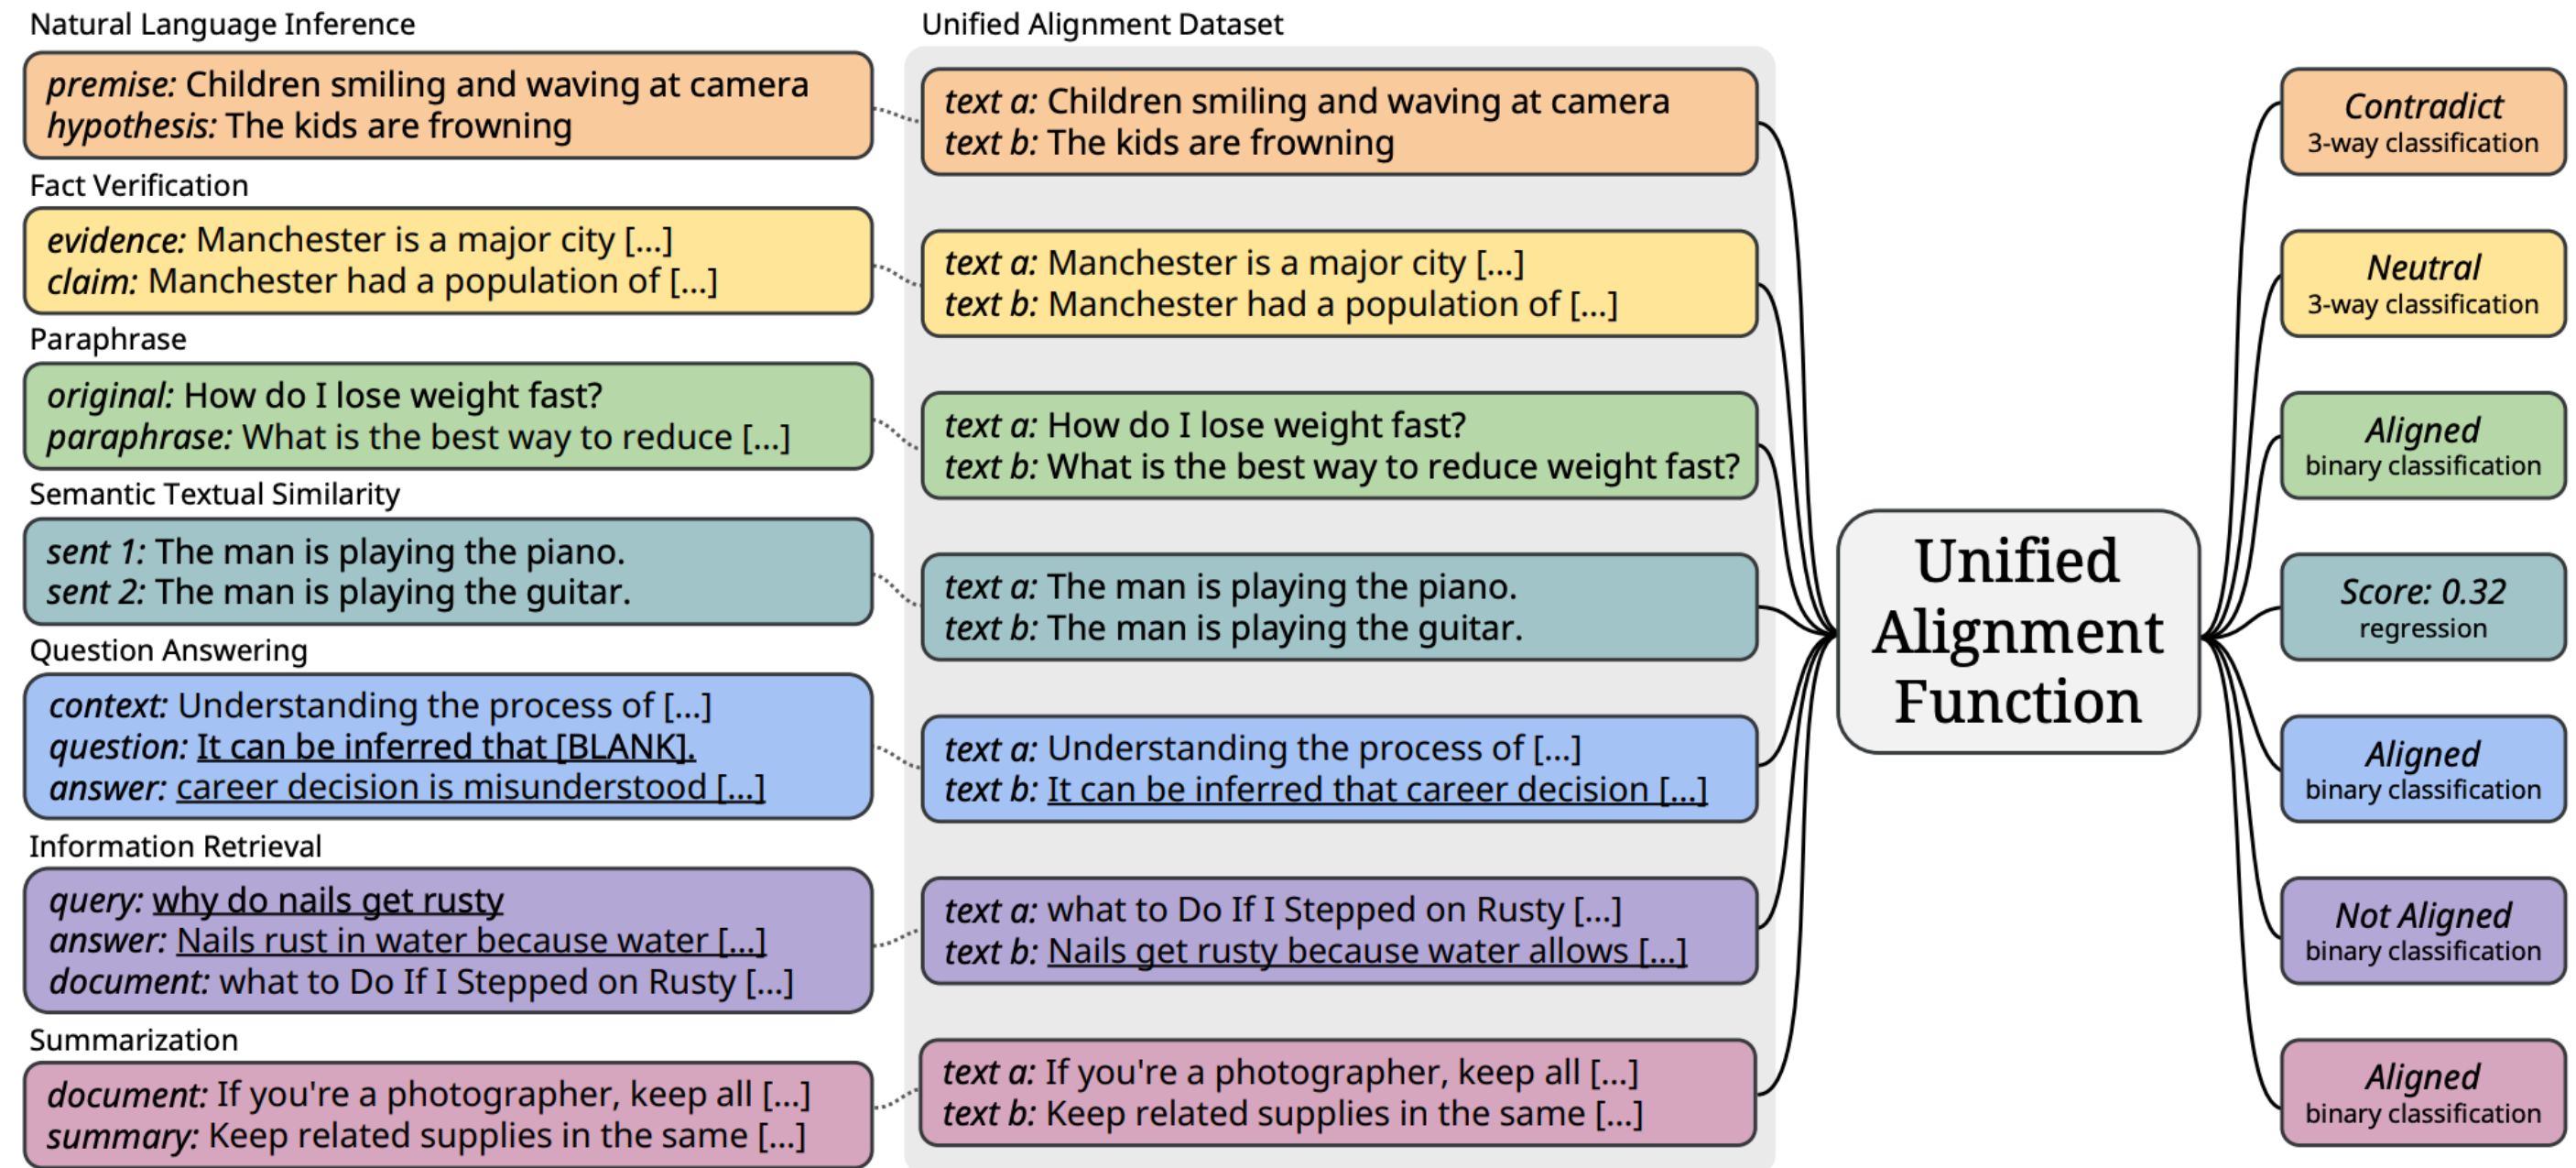 Natural Language Inference
premise: Children smiling and waving at camera
hypothesis: The kids are frowning
Fact Verification
evidence: Manchester is a major city [...]
claim: Manchester had a population of [...]
Paraphrase
original: How do I lose weight fast?
paraphrase: What is the best way to reduce [...]
Semantic Textual Similarity
sent 1: The man is playing the piano.
sent 2: The man is playing the guitar.
Question Answering
context: Understanding the process of [...]
question: It can be inferred that [BLANK].
answer: career decision is misunderstood [...]
Information Retrieval
query: why do nails get rusty
answer: Nails rust in water because water [...]
document: what to Do If I Stepped on Rusty [...]
Summarization
document: If you're a photographer, keep all [...]
summary: Keep related supplies in the same [...]
Unified Alignment Dataset
text a: Children smiling and waving at camera
text b: The kids are frowning
text a: Manchester is a major city [...]
text b: Manchester had a population of [...]
text a: How do I lose weight fast?
text b: What is the best way to reduce weight fast?
text a: The man is playing the piano.
text b: The man is playing the guitar.
text a: Understanding the process of [...]
text b: It can be inferred that career decision [...]
text a: what to Do If I Stepped on Rusty [...]
text b: Nails get rusty because water allows [...]
text a: If you're a photographer, keep all [...]
text b: Keep related supplies in the same [...]
Unified
Alignment
Function
Contradict
3-way classification
Neutral
3-way classification
Aligned
binary classification
Score: 0.32
regression
Aligned
binary classification
Not Aligned
binary classification
Aligned
binary classification